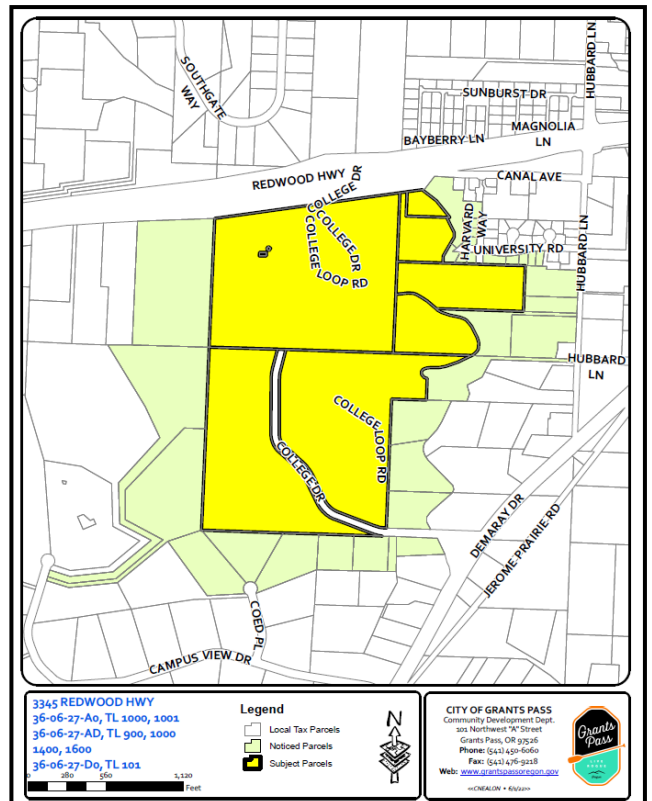 HUBBARD LN
SOUTHGATE
WAY
SUNBURST DR
MAGNOLIA
LN
BAYBERRY LN
REDWOOD HWY
COLLEGE DR
CANAL AVE
COLLEGE DR
COLLEGE LOOP RD
HARVARD
WAY
UNIVERSITY RD
HUBBARD LN
HUBBARD
LN
COLLEGE LOOP RD
COLLEGE DR
DEMARAY DR
JEROME PRAIRIE RD
COED PL
CAMPUS VIEW DR
3345 REDWOOD HWY
36-06-27-A0, TL 1000, 1001
36-06-27-AD, TL 900, 1000
1400, 1600
36-06-27-D0, TL 101
0 280 560 1,120
Feet
Legend
Local Tax Parcels
Noticed Parcels
Subject Parcels
N
CITY OF GRANTS PASS
Community Development Dept.
101 Northwest "A" Street
Grants Pass, OR 97526
Phone: (541) 450-6060
Fax: (541) 476-9218
Web: www.grantspassoregon.gov
Grants
Pass